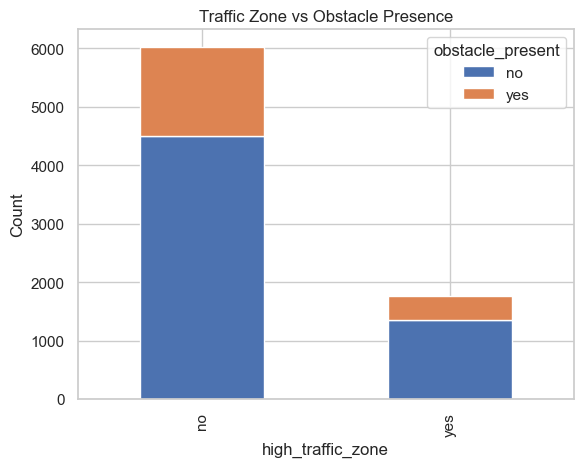 Traffic Zone vs Obstacle Presence
obstacle_present
no
yes
6000
5000
4000
3000
2000
1000
0
Count
no
yes
high_traffic_zone